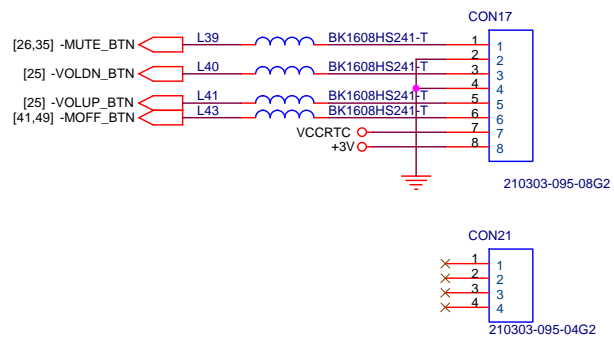 CON17
[26,35] -MUTE_BTN L39 BK1608HS241-T 1 1
2 2
[25] -VOLDN_BTN L40 BK1608HS241-T 3 3
4 4
[25] -VOLUP_BTN L41 BK1608HS241-T 5 5
[41,49] -MOFF_BTN L43 BK1608HS241-T 6 6
VCCRTC 7 7
+3V 8 8
210303-095-08G2
CON21
1 1
2 2
3 3
4 4
210303-095-04G2